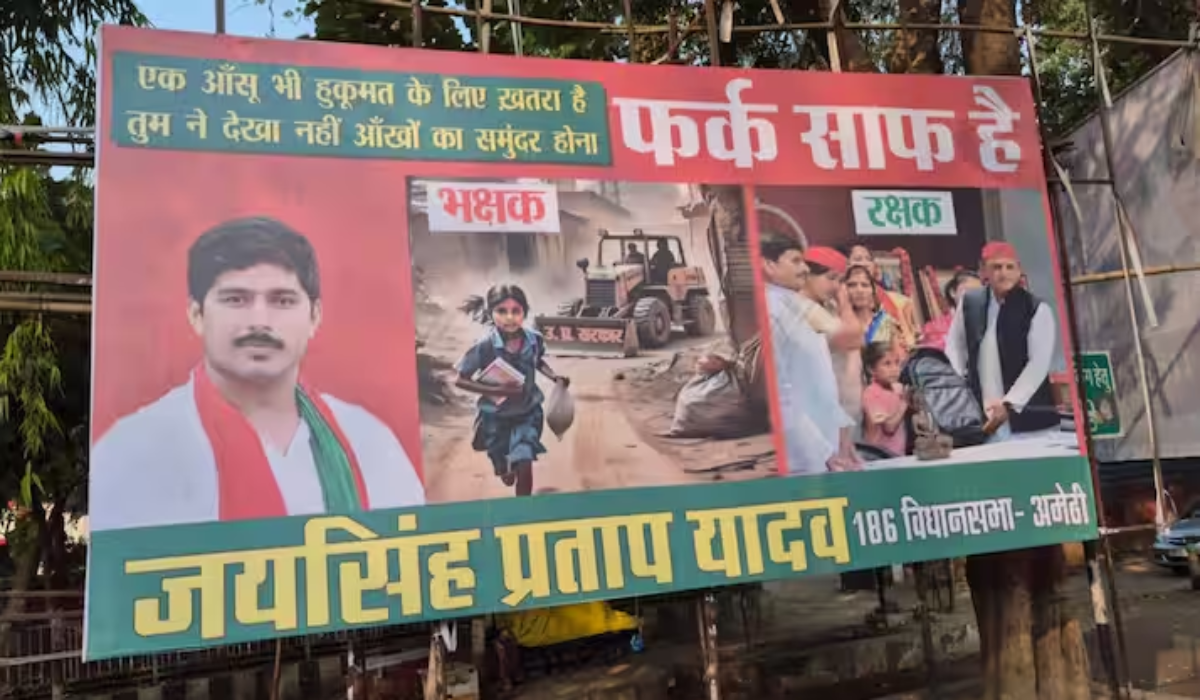 एक आँसू भी हुकूमत के लिए ख़तरा है
तुम ने देखा नहीं आँखों का समुंदर होना
फर्क साफ है
भक्षक
रक्षक
उ. प्र. सरकार
जयसिंह प्रताप यादव
186 विधानसभा- अमेठी
हेतु